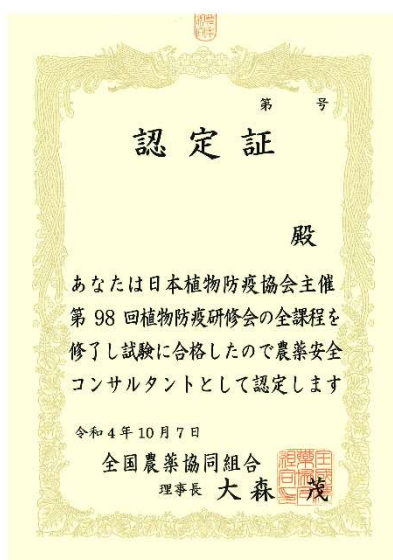 第 号
認定証
殿
あなたは日本植物防疫協会主催
第 98 回植物防疫研修会の全課程を
修了し試験に合格したので農薬安全
コンサルタントとして認定します
令和4年10月7日
全国農薬協同組合
理事長 大森 茂